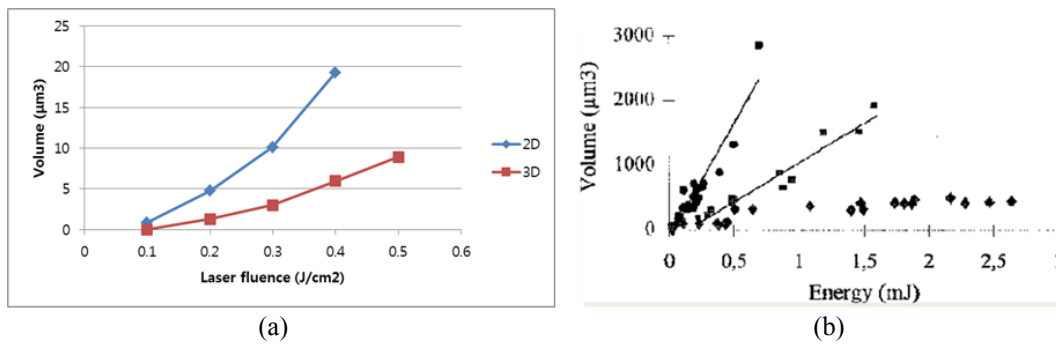 25
20
15
10
5
0
Volume (μm3)
0 0.1 0.2 0.3 0.4 0.5 0.6
Laser fluence (J/cm2)
2D
3D
(a)
3000
2000
1000
0
Volume (μm3)
0 0,5 1 1,5 2 2,5
Energy (mJ)
(b)